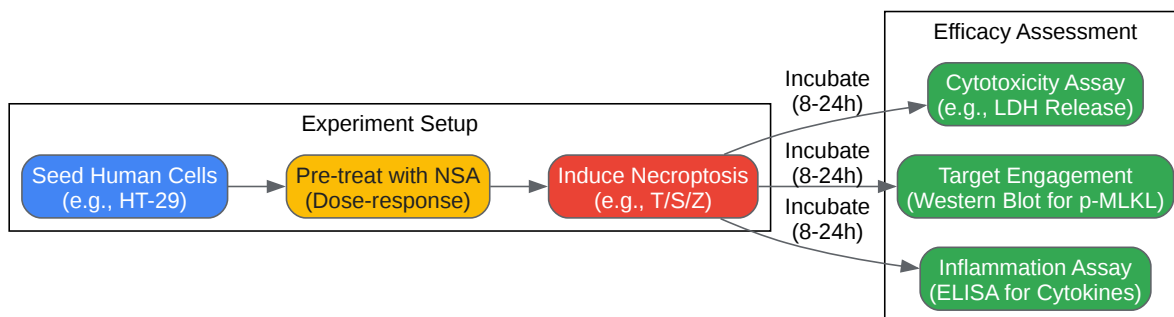 Experiment Setup
Seed Human Cells
(e.g., HT-29)
Pre-treat with NSA
(Dose-response)
Induce Necroptosis
(e.g., T/S/Z)
Incubate
(8-24h)
Incubate
(8-24h)
Incubate
(8-24h)
Efficacy Assessment
Cytotoxicity Assay
(e.g., LDH Release)
Target Engagement
(Western Blot for p-MLKL)
Inflammation Assay
(ELISA for Cytokines)